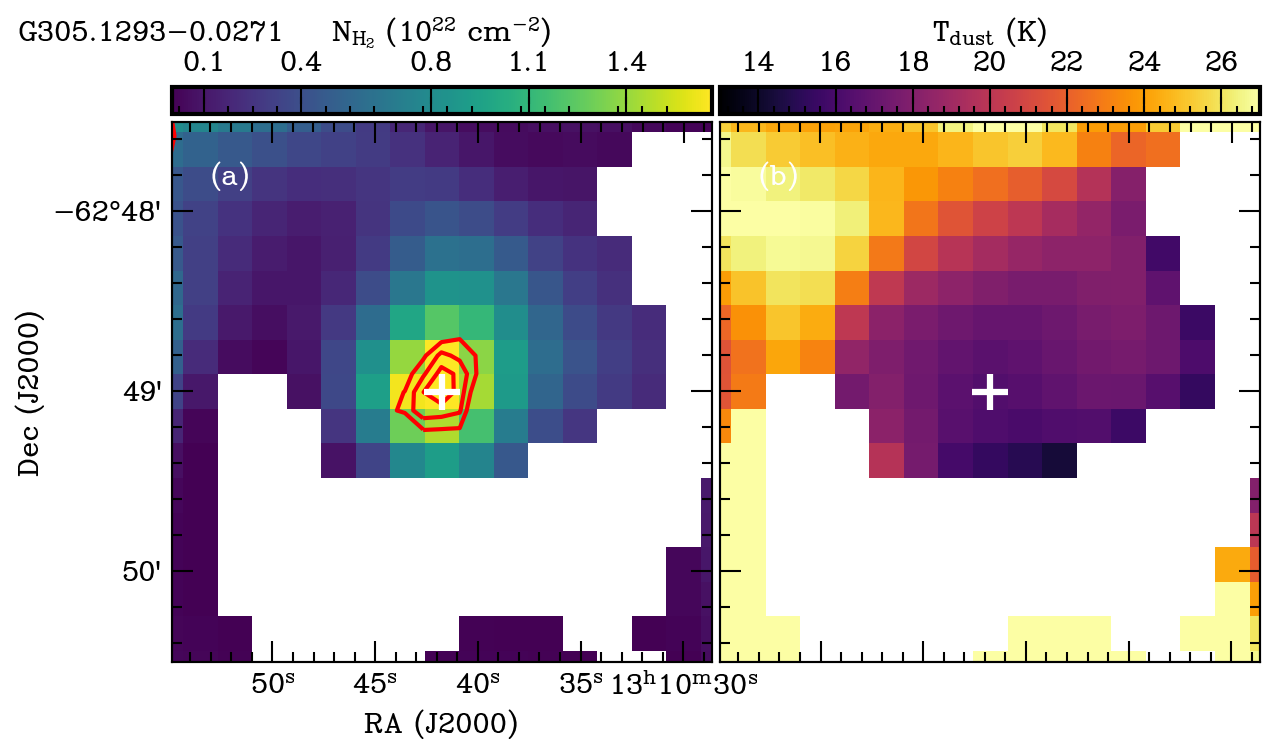 G305.1293−0.0271 N_H₂ (10²² cm⁻²) T_dust (K)
0.1 0.4 0.8 1.1 1.4 14 16 18 20 22 24 26
(a) (b)
−62°48'
49'
50'
Dec (J2000)
50ˢ 45ˢ 40ˢ 35ˢ 13ʰ10ᵐ30ˢ
RA (J2000)